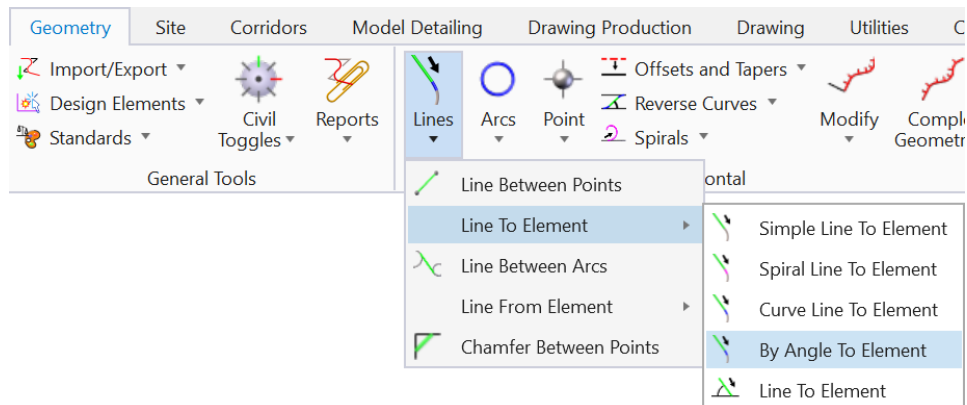 Geometry Site Corridors Model Detailing Drawing Production Drawing Utilities
Import/Export
Design Elements
Standards
Civil
Toggles
Reports
General Tools
Lines
Arcs
Point
Offsets and Tapers
Reverse Curves
Spirals
Modify
Comple
Geometr
ontal
Line Between Points
Line To Element
Line Between Arcs
Line From Element
Chamfer Between Points
Simple Line To Element
Spiral Line To Element
Curve Line To Element
By Angle To Element
Line To Element